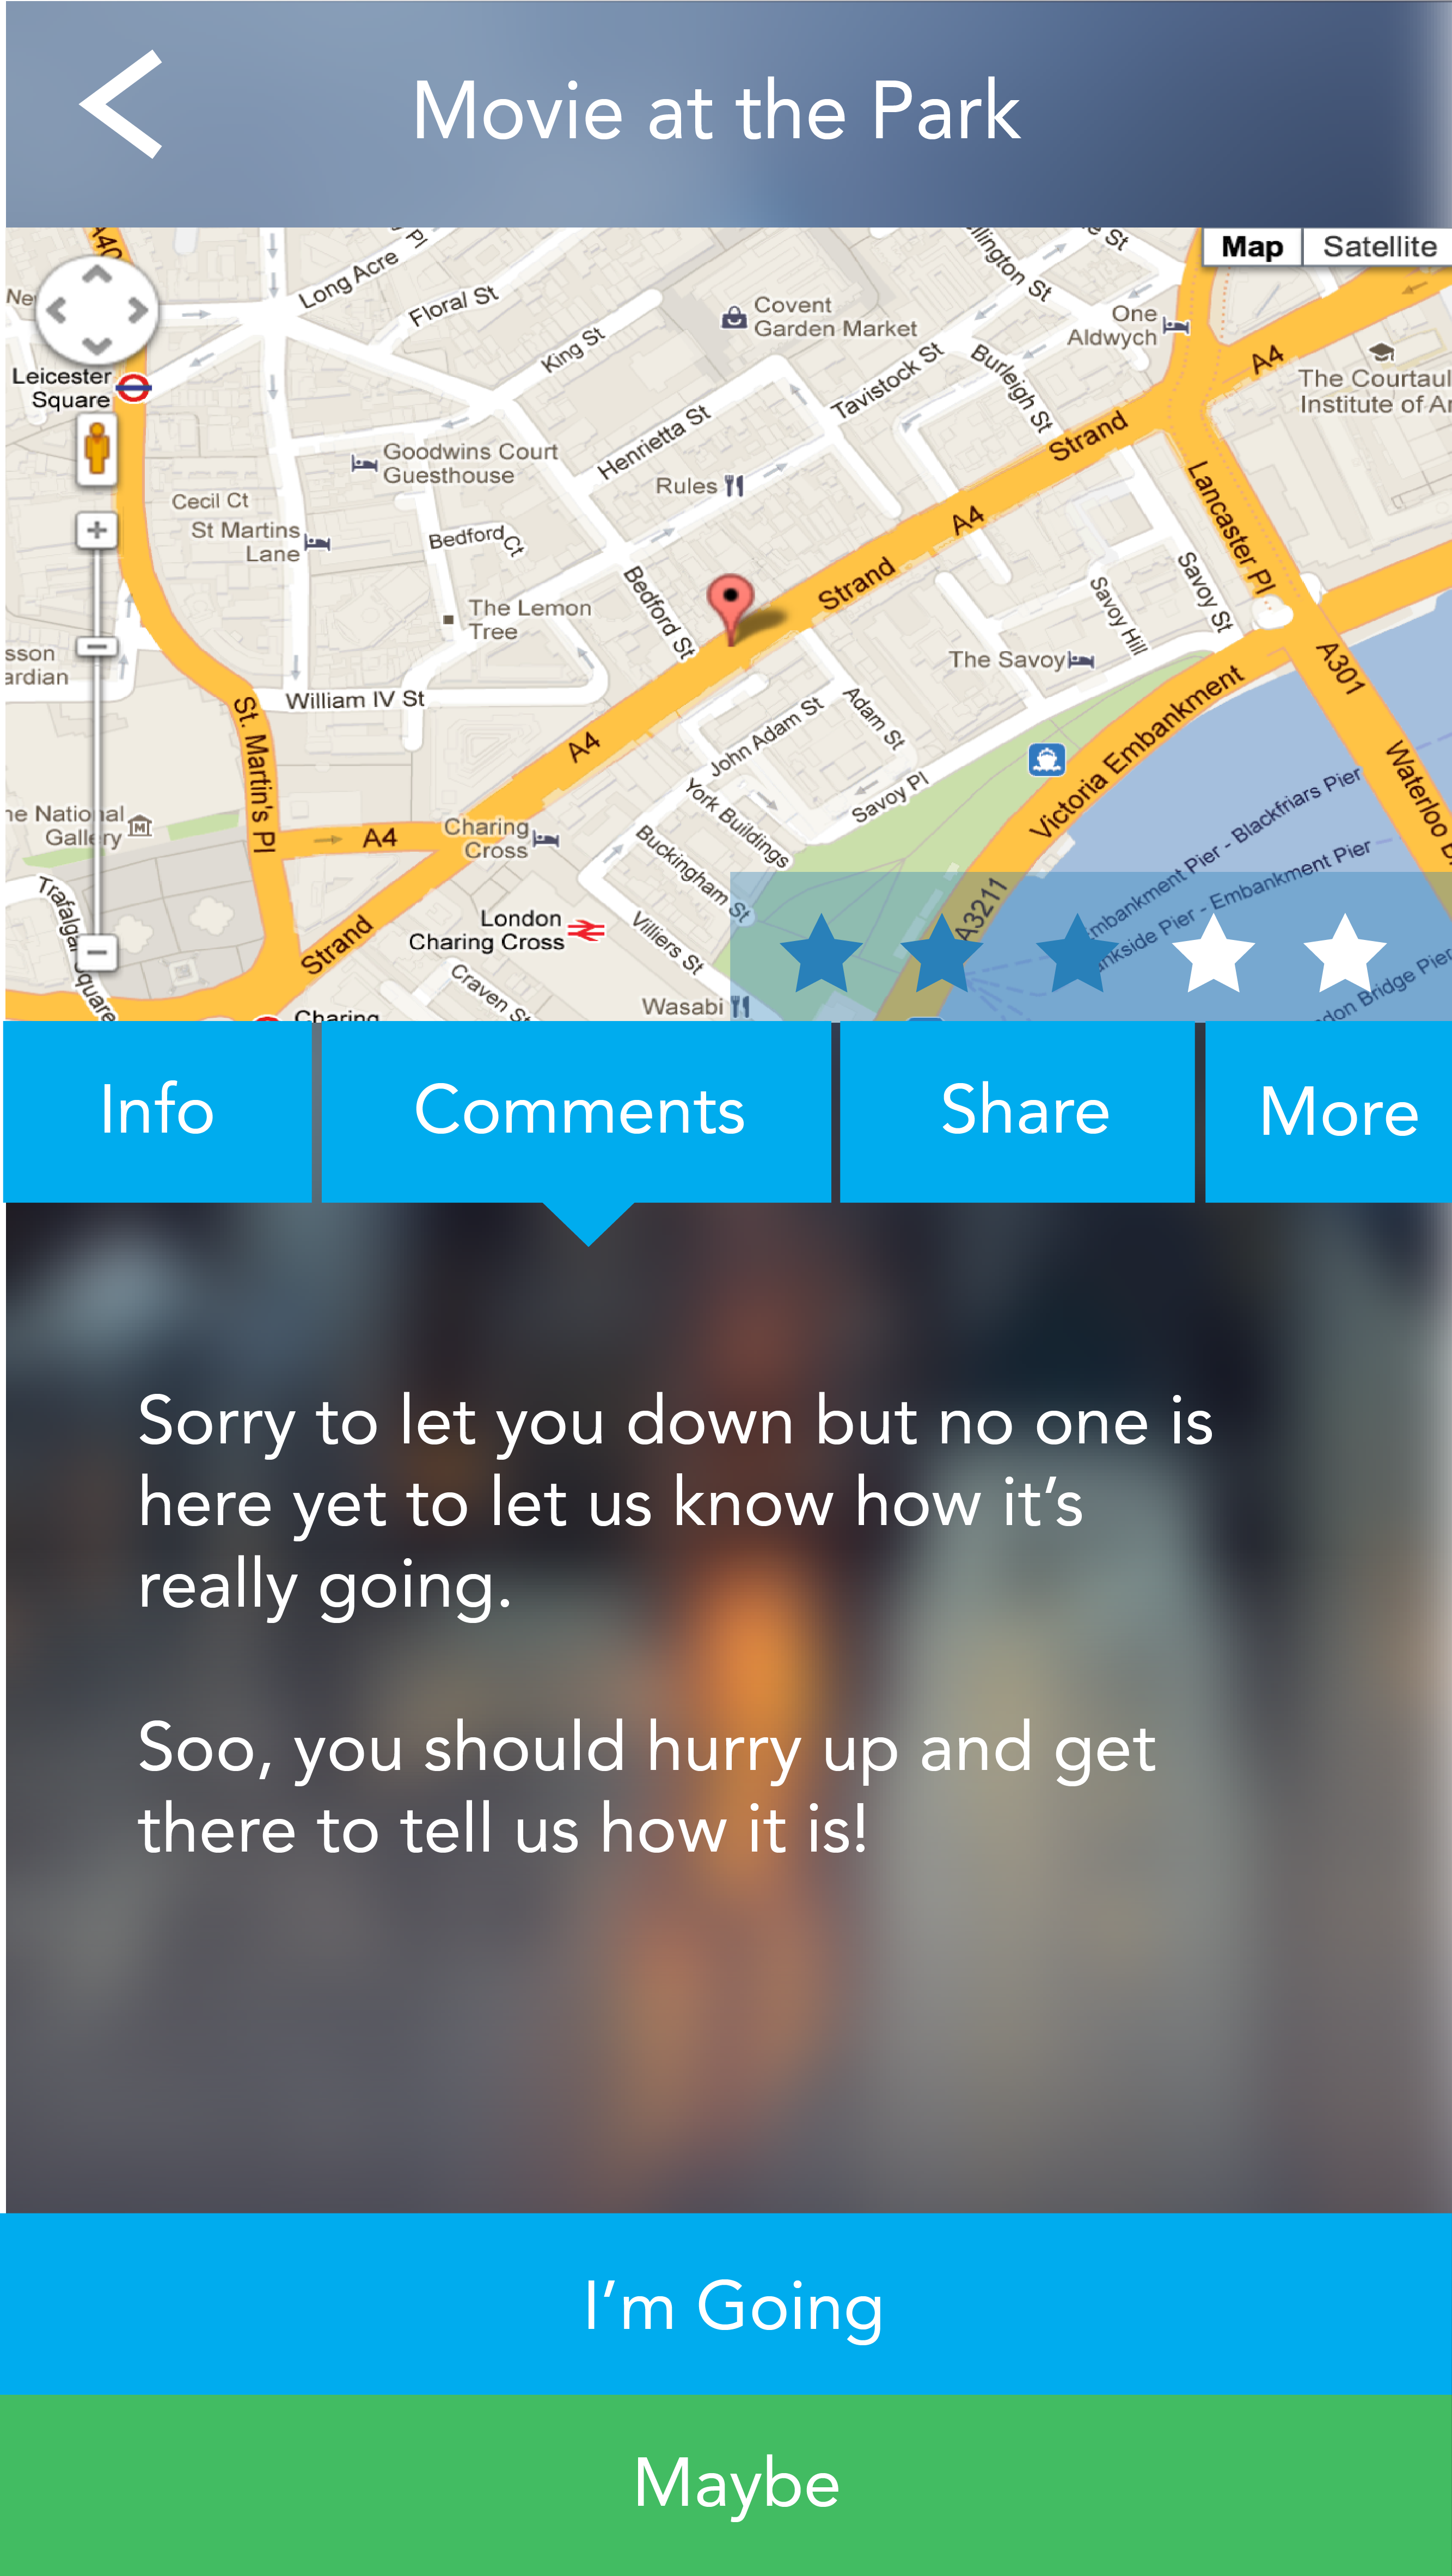 Movie at the Park
Map
Satellite
A40
Long Acre
Floral St
King St
Covent
Garden Market
One
Aldwych
A4
The Courtaul
Institute of Ar
Leicester
Square
Tavistock St
Burleigh St
Strand
Henrietta St
Goodwins Court
Guesthouse
Rules
Cecil Ct
St Martins
Lane
Bedford Ct
A4
Lancaster Pl
Savoy St
Savoy Hill
Strand
Bedford St
The Lemon
Tree
The Savoy
A301
William IV St
St. Martin's Pl
Adam St
John Adam St
A4
Victoria Embankment
Savoy Pl
York Buildings
Waterloo B
The National
Gallery
A4
Charing
Cross
Buckingham St
mbankment Pier - Blackfriars Pier
nkside Pier - Embankment Pier
Trafalgar Square
A3211
London
Charing Cross
Villiers St
Strand
Craven St
Wasabi
don Bridge Pier
Charing
Info
Comments
Share
More
Sorry to let you down but no one is
here yet to let us know how it’s
really going.
Soo, you should hurry up and get
there to tell us how it is!
I’m Going
Maybe